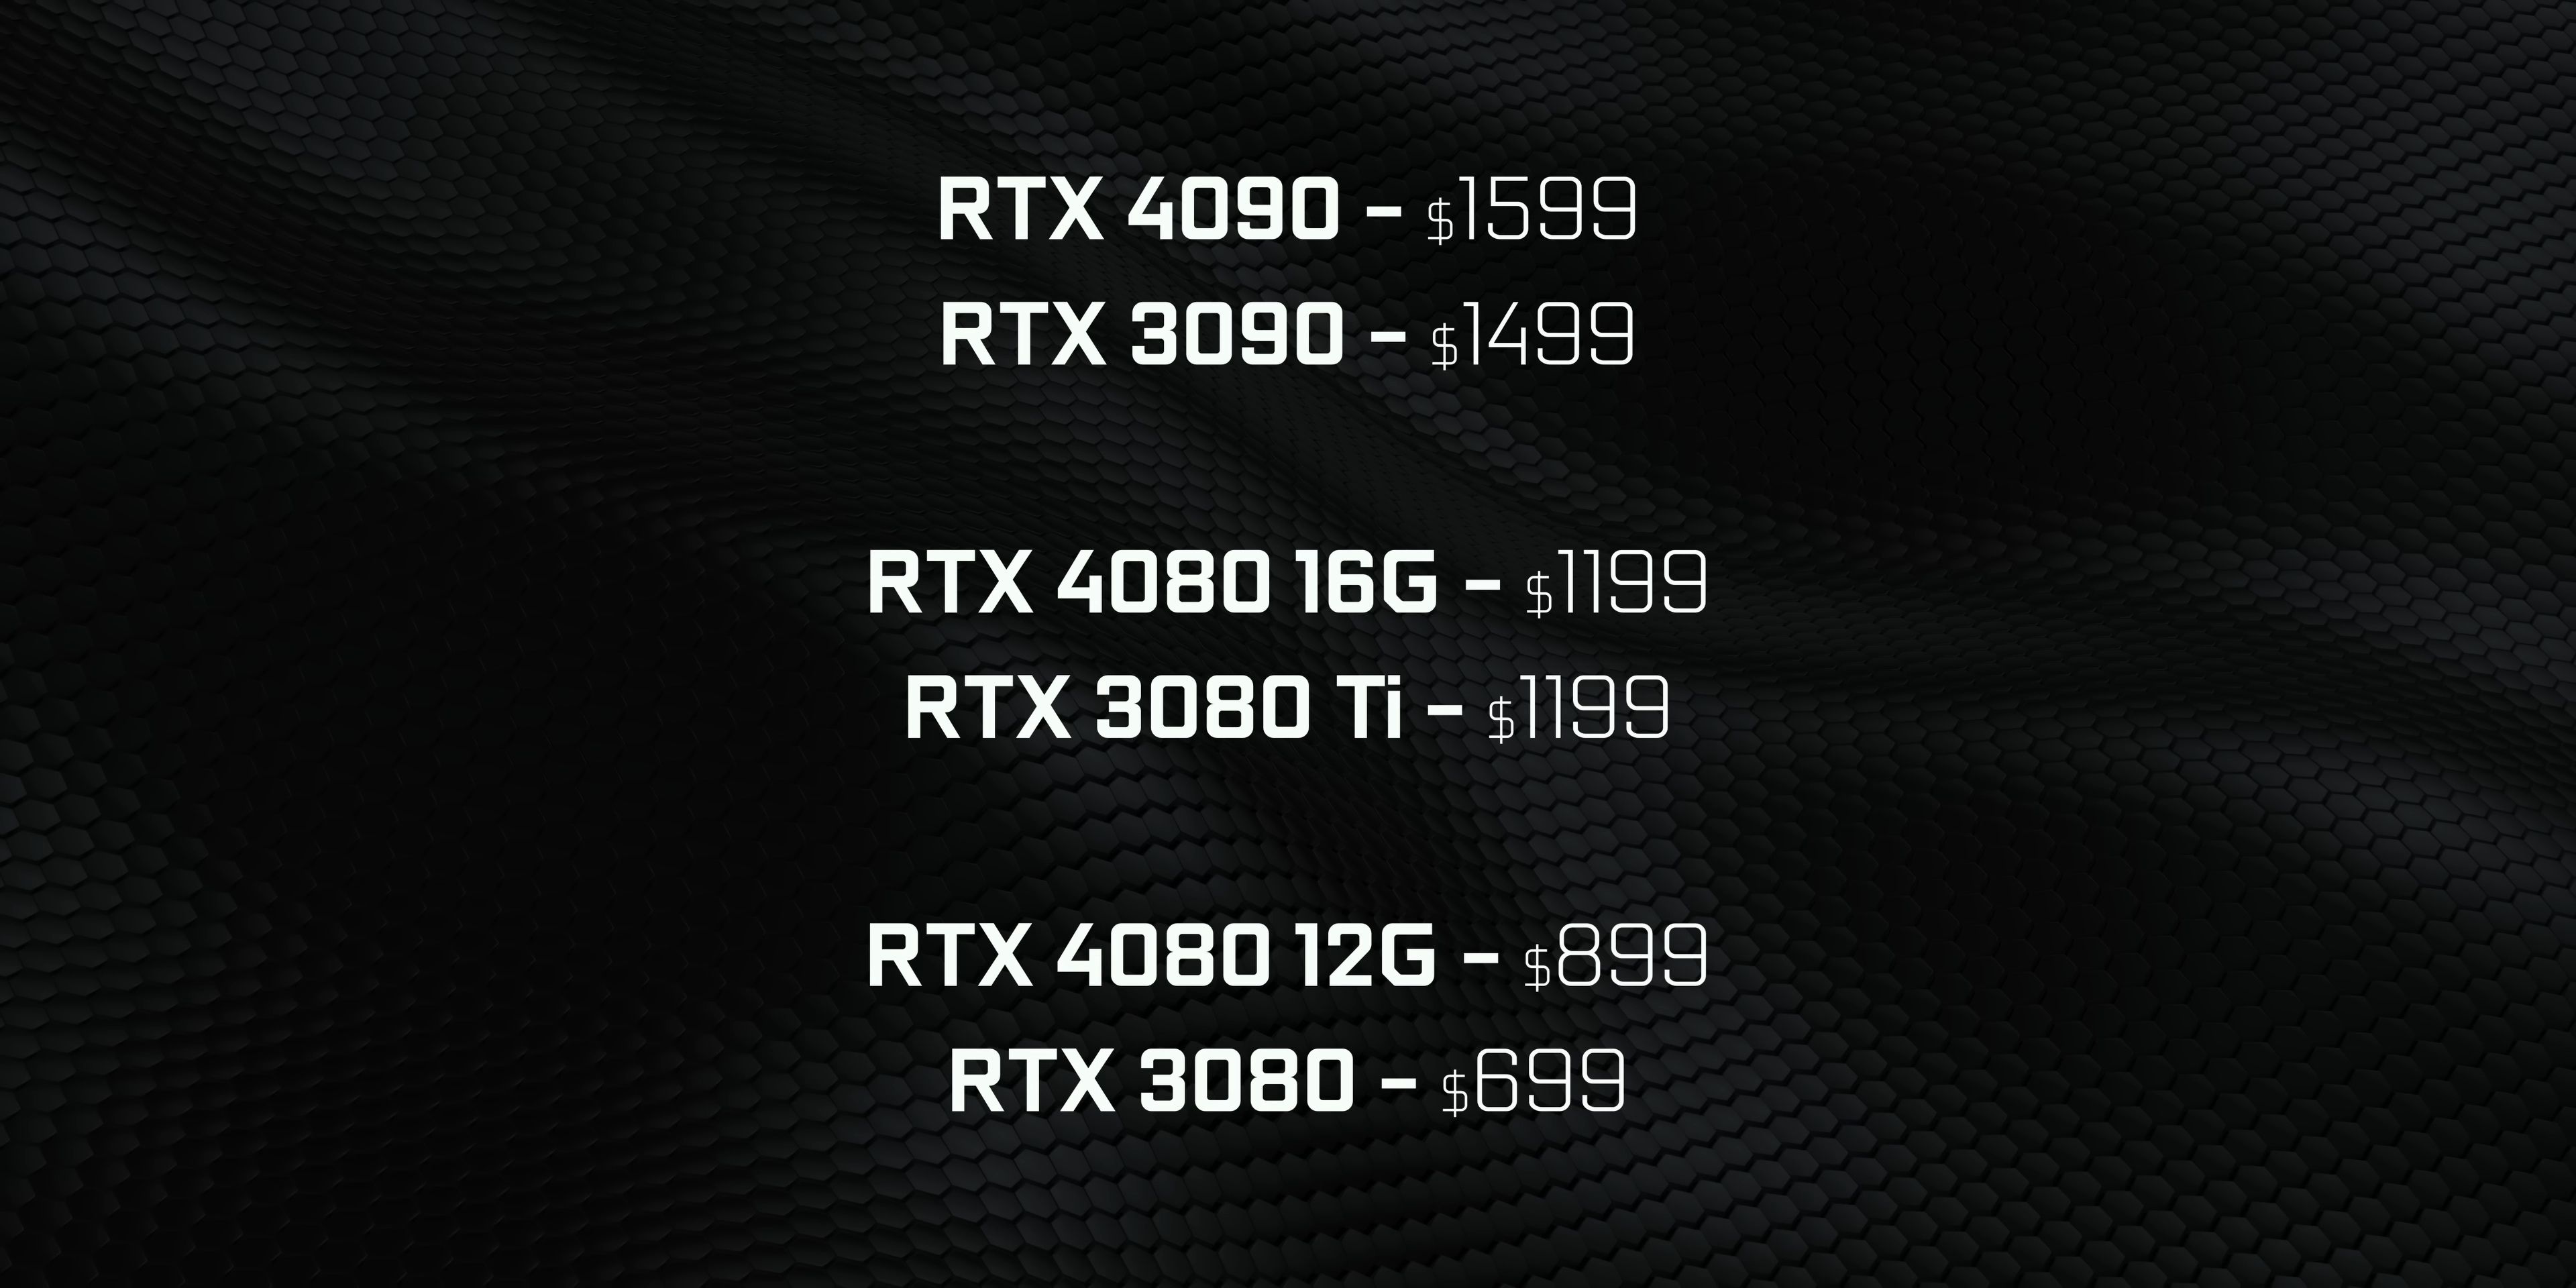 RTX 4090 – $1599
RTX 3090 – $1499
RTX 4080 16G – $1199
RTX 3080 Ti – $1199
RTX 4080 12G – $899
RTX 3080 – $699